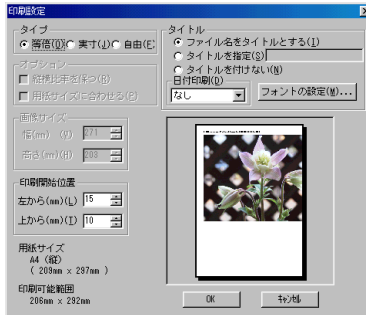 印刷設定
タイプ
等倍(O) 実寸(J) 自由(E)
オプション
縦横比率を保つ(R)
用紙サイズに合わせる(P)
画像サイズ
幅(mm) (V) 271
高さ(mm)(H) 203
印刷開始位置
左から(mm)(L) 15
上から(mm)(T) 10
用紙サイズ
A4 (縦)
( 209mm x 297mm )
印刷可能範囲
206mm x 292mm
タイトル
ファイル名をタイトルとする(I)
タイトルを指定(S)
タイトルを付けない(N)
日付印刷(D)
なし
フォントの設定(M)...
OK
キャンセル